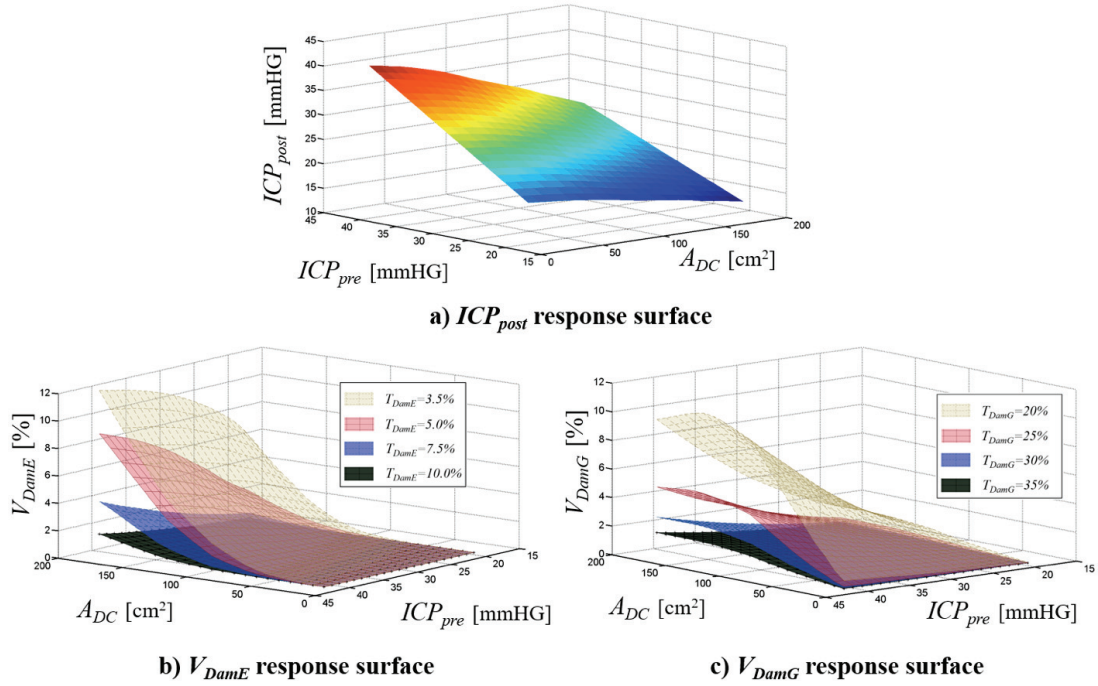 45
40
35
30
25
20
15
10
ICP_post [mmHG]
45
40
35
30
25
20
15
ICP_pre [mmHG]
0
50
100
150
200
A_DC [cm²]
a) ICP_post response surface
12
10
8
6
4
2
0
V_DamE [%]
T_DamE=3.5%
T_DamE=5.0%
T_DamE=7.5%
T_DamE=10.0%
200
150
100
50
0
A_DC [cm²]
45
40
35
30
25
20
15
ICP_pre [mmHG]
b) V_DamE response surface
12
10
8
6
4
2
0
V_DamG [%]
T_DamG=20%
T_DamG=25%
T_DamG=30%
T_DamG=35%
200
150
100
50
0
A_DC [cm²]
45
40
35
30
25
20
15
ICP_pre [mmHG]
c) V_DamG response surface